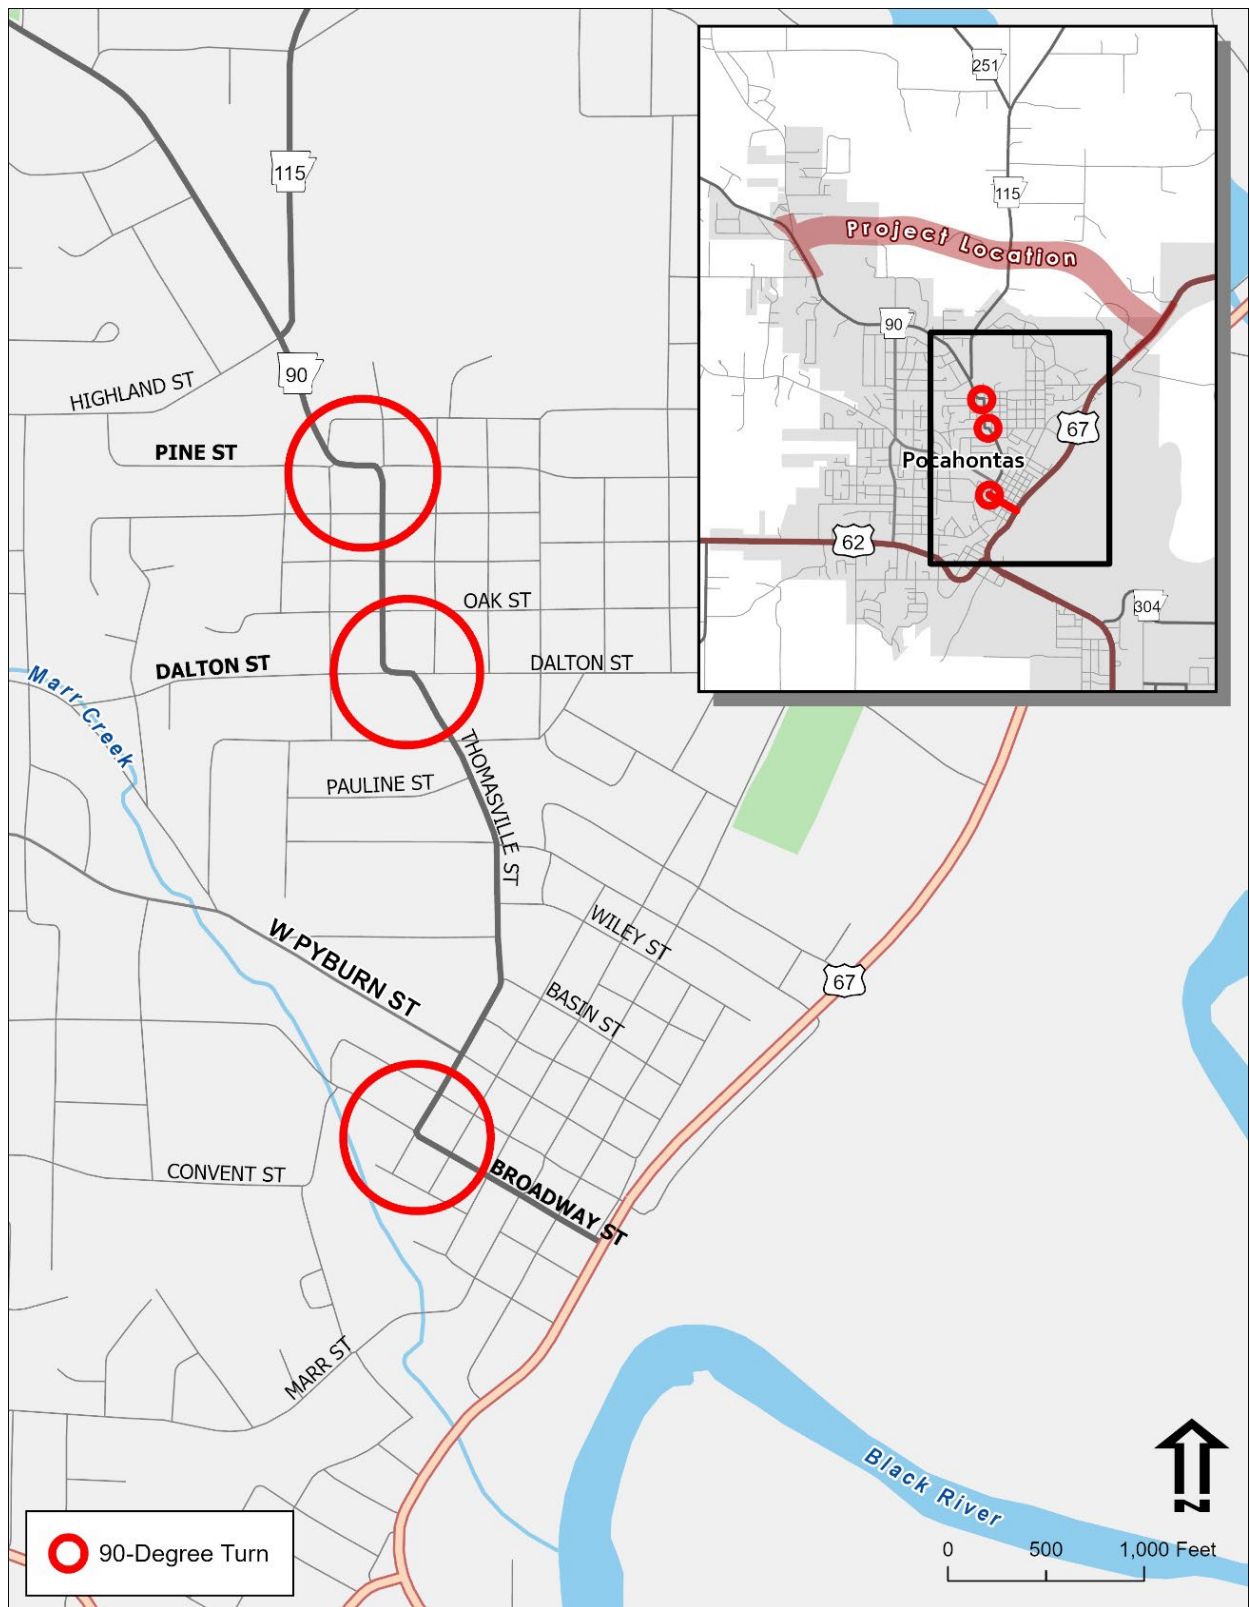 115
90
HIGHLAND ST
PINE ST
OAK ST
DALTON ST
DALTON ST
Marr Creek
THOMASVILLE ST
PAULINE ST
W PYBURN ST
WILEY ST
BASIN ST
67
CONVENT ST
BROADWAY ST
MARR ST
Black River
251
115
Project Location
90
67
Pocahontas
62
304
90-Degree Turn
N
0 500 1,000 Feet